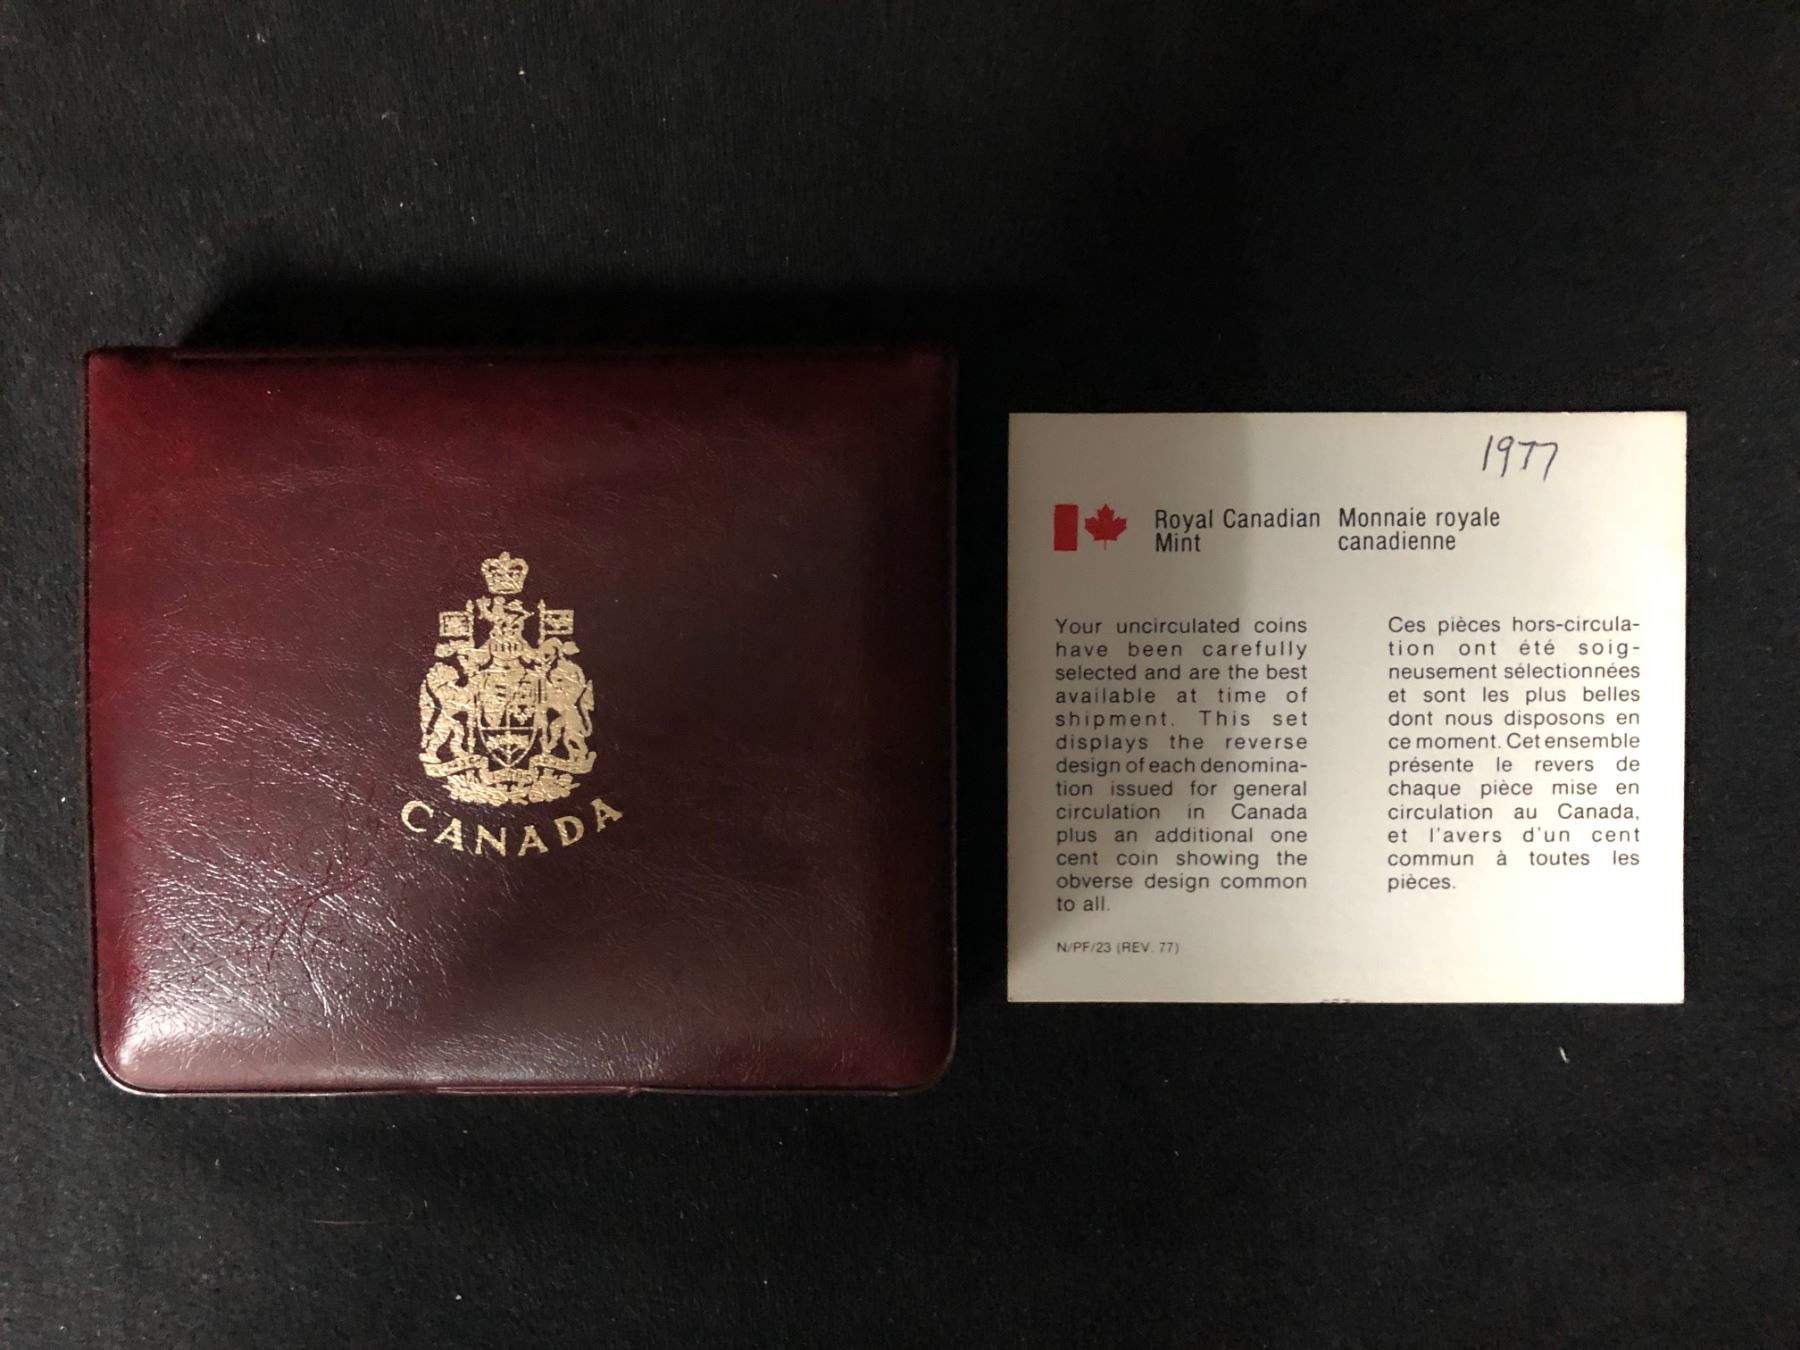 CANADA
1977
Royal Canadian
Mint
Monnaie royale
canadienne
Your uncirculated coins
have been carefully
selected and are the best
available at time of
shipment. This set
displays the reverse
design of each denomina-
tion issued for general
circulation in Canada
plus an additional one
cent coin showing the
obverse design common
to all.
N/PF/23 (REV. 77)
Ces pièces hors-circula-
tion ont été soig-
neusement sélectionnées
et sont les plus belles
dont nous disposons en
ce moment. Cet ensemble
présente le revers de
chaque pièce mise en
circulation au Canada,
et l'avers d'un cent
commun à toutes les
pièces.